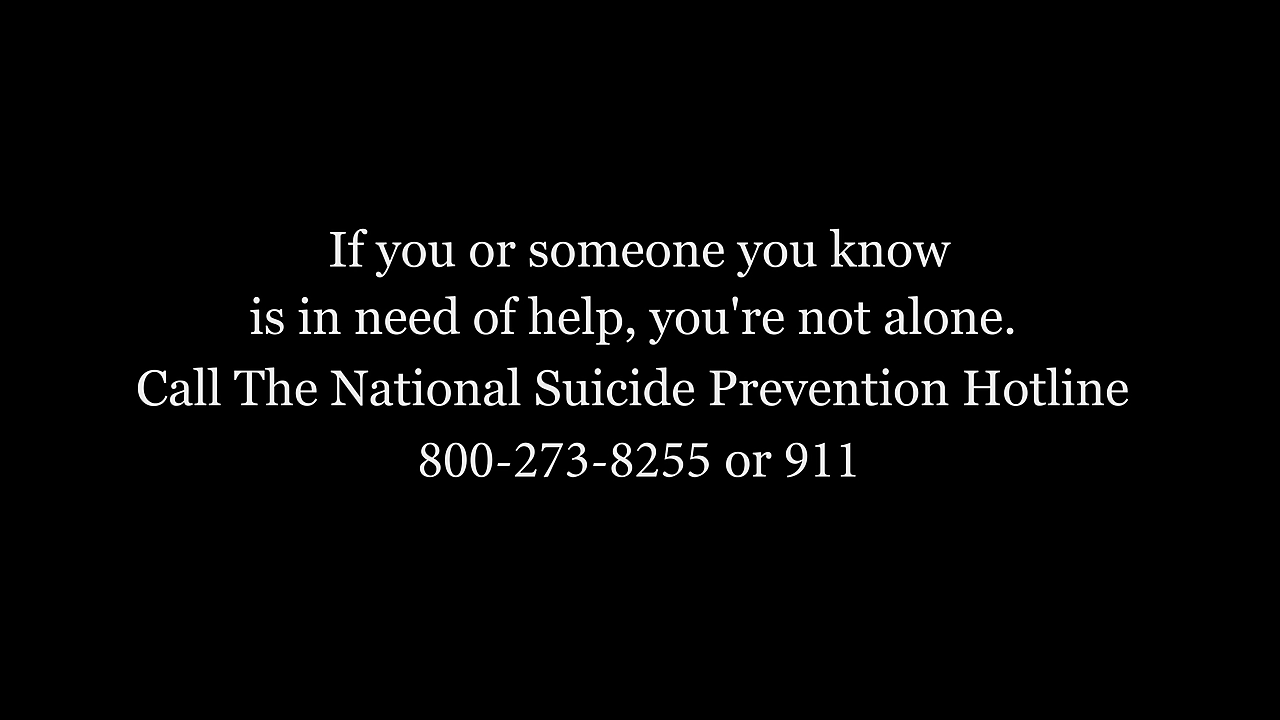 If you or someone you know
is in need of help, you're not alone.
Call The National Suicide Prevention Hotline
800-273-8255 or 911